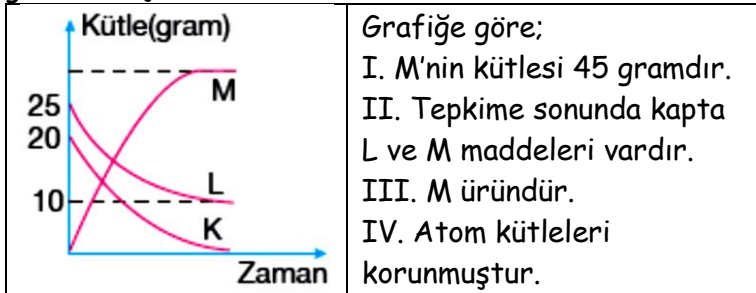 Kütle(gram)
M
25
20
L
10
K
Zaman
Grafiğe göre;
I. M'nin kütlesi 45 gramdır.
II. Tepkime sonunda kapta
L ve M maddeleri vardır.
III. M üründür.
IV. Atom kütleleri
korunmuştur.